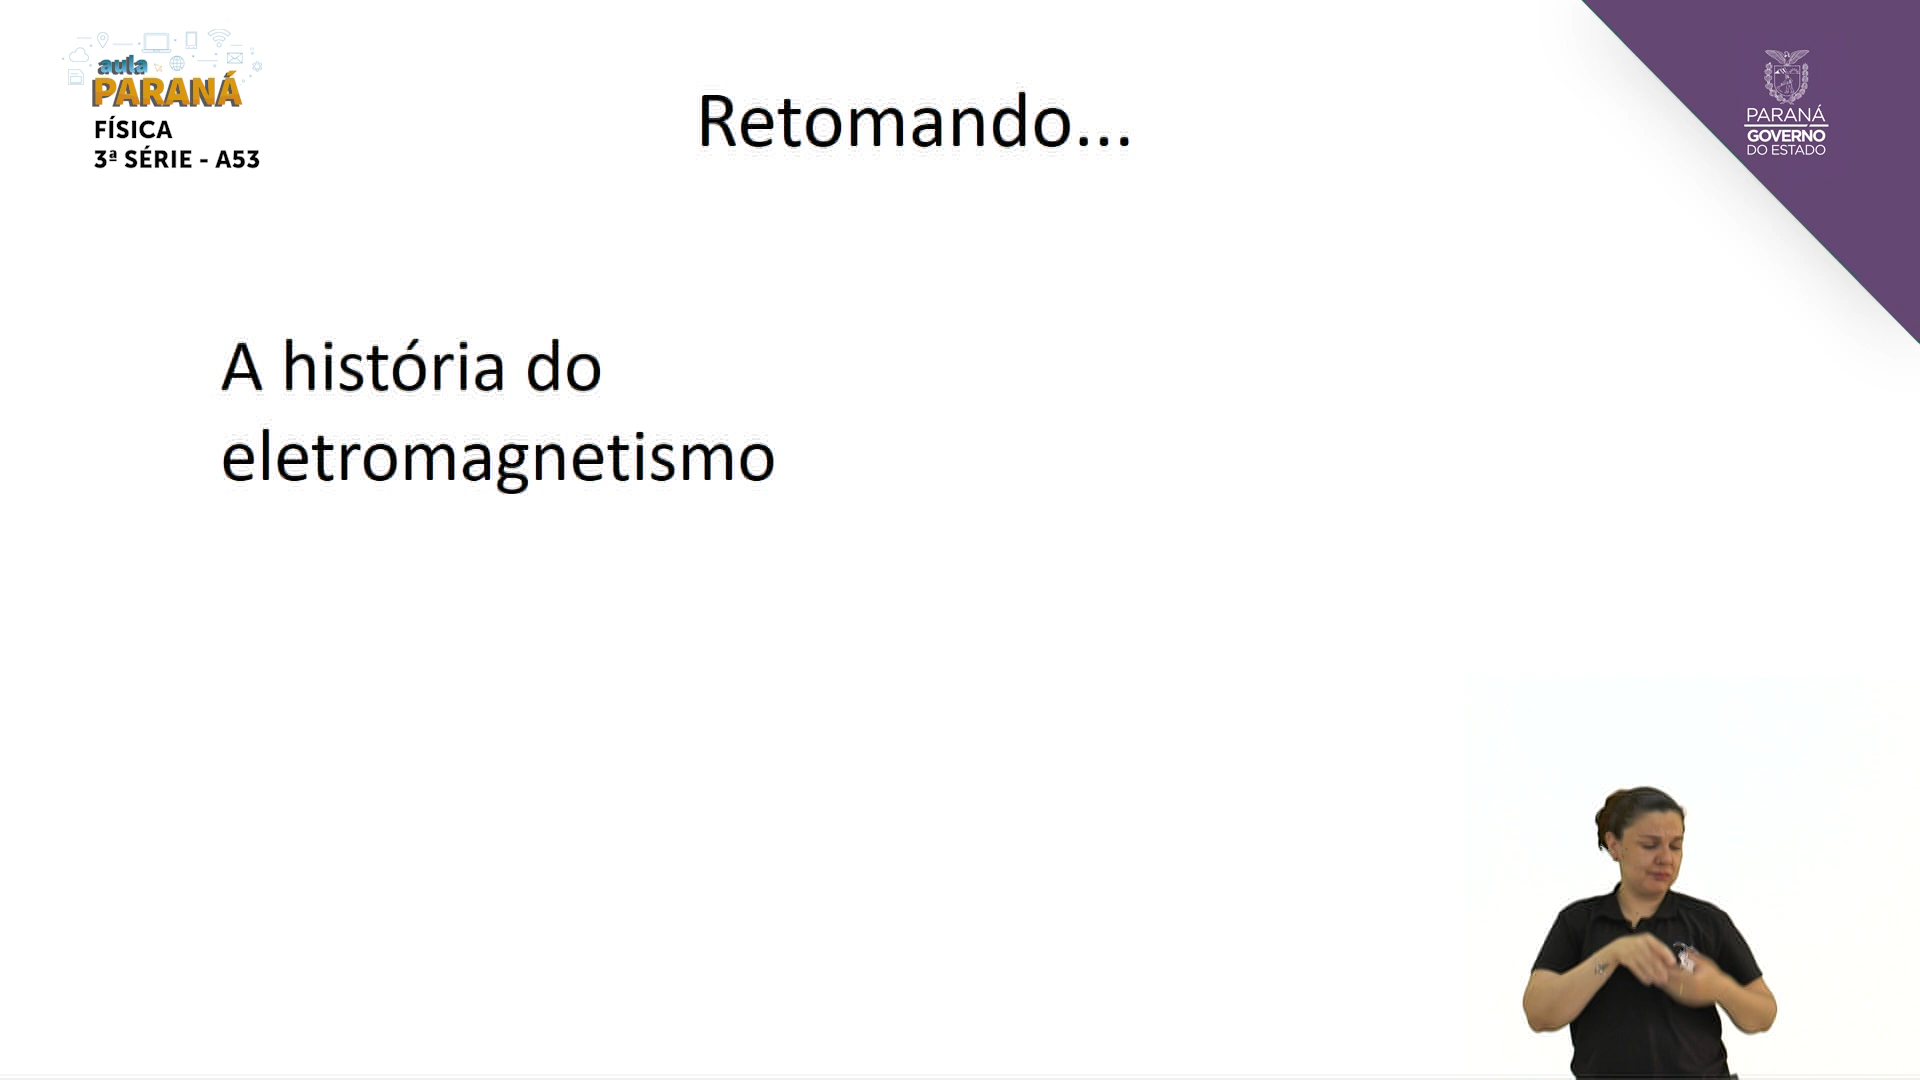 aula
PARANÁ
FÍSICA
3ª SÉRIE - A53
Retomando...
PARANÁ
GOVERNO
DO ESTADO
A história do
eletromagnetismo